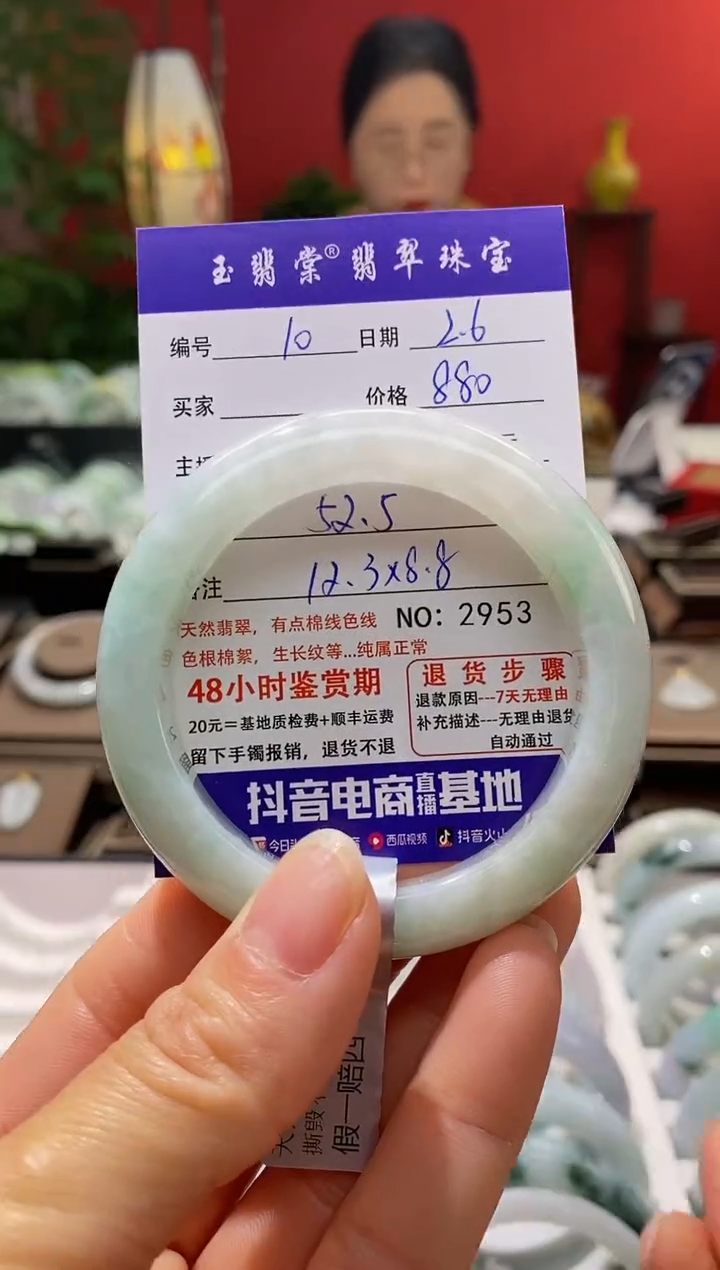 玉翡棠®翡翠珠宝
编号 10 日期 2.6
买家 价格 880
主
52.5
注 12.3x8.8
天然翡翠，有点棉线色线 NO: 2953
色根棉絮，生长纹等...纯属正常
48小时鉴赏期
20元=基地质检费+顺丰运费
留下手镯报销，退货不退
退货步骤
退款原因---7天无理由
补充描述---无理由退货
自动通过
抖音电商直播基地
今日 西瓜视频 抖音火山
撕毁不
假一赔四